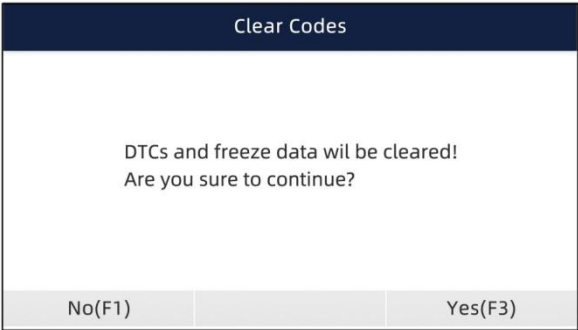 Clear Codes
DTCs and freeze data wil be cleared!
Are you sure to continue?
No(F1)
Yes(F3)